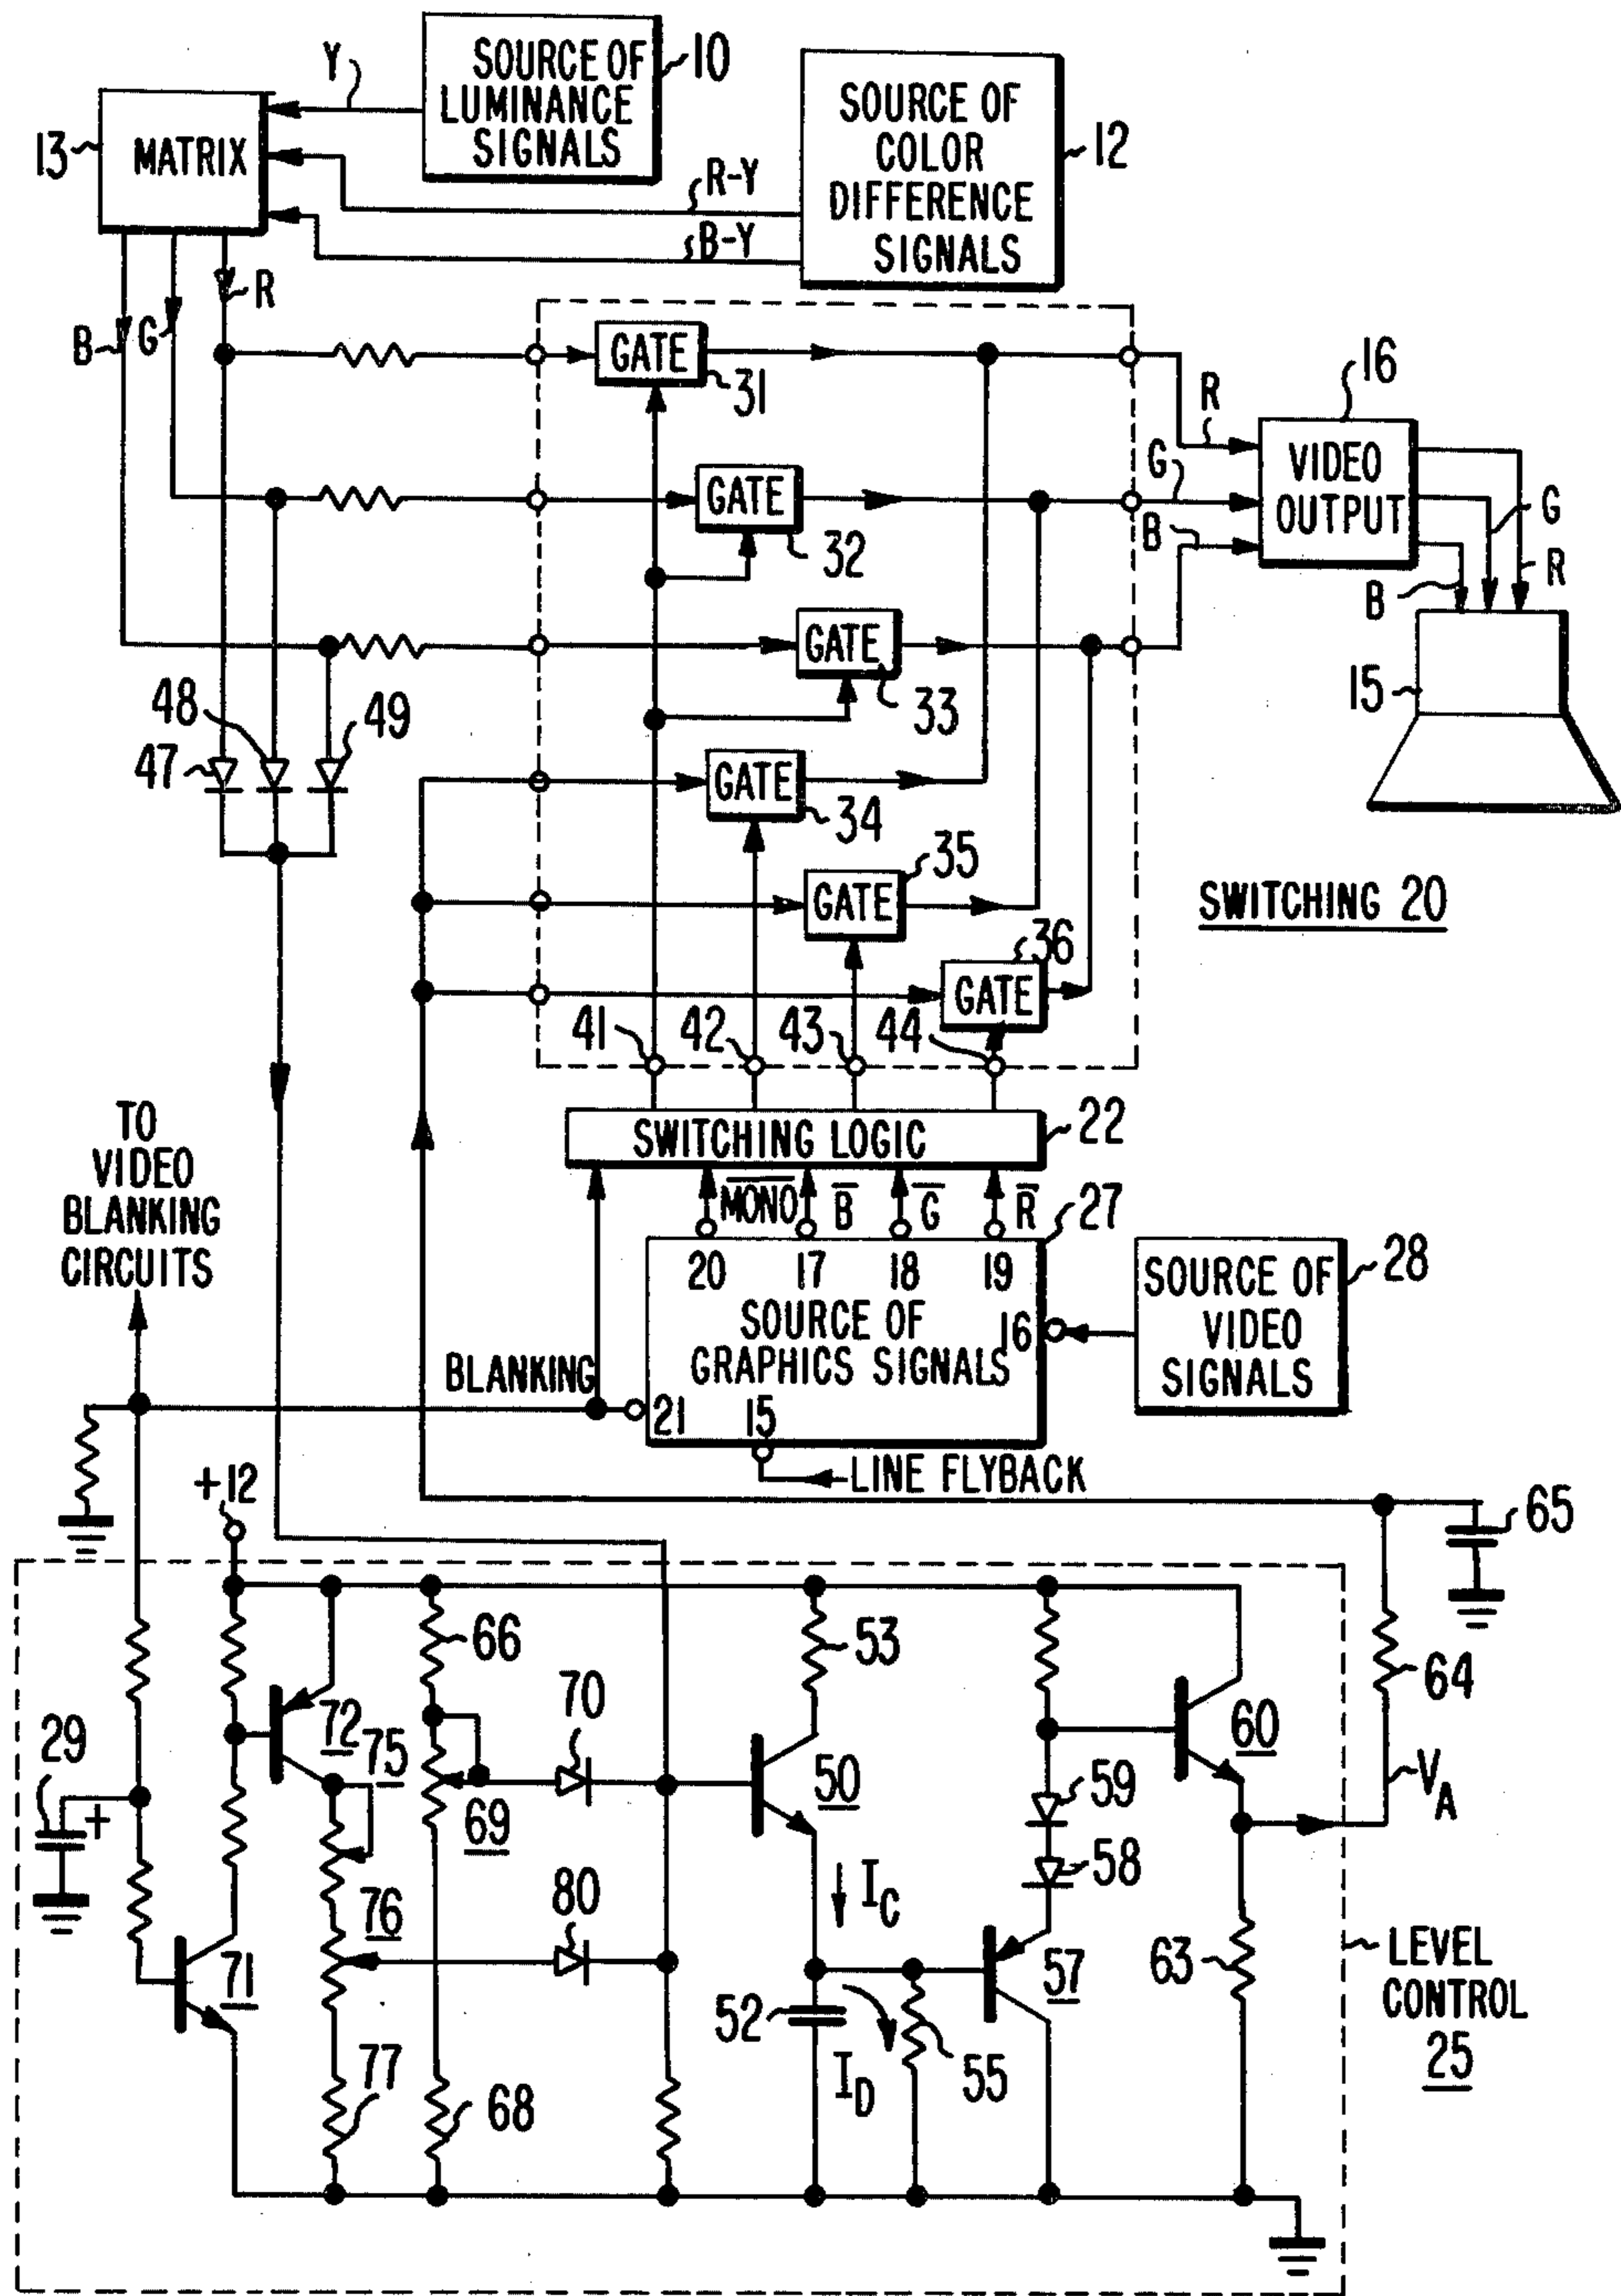 SOURCE OF
LUMINANCE
SIGNALS
10
Y
MATRIX
13
SOURCE OF
COLOR
DIFFERENCE
SIGNALS
12
R-Y
B-Y
B
G
R
GATE
31
GATE
32
GATE
33
GATE
34
GATE
35
GATE
36
R
G
B
VIDEO
OUTPUT
16
G
R
B
15
48
49
47
SWITCHING 20
41
42
43
44
SWITCHING LOGIC
22
M̅O̅N̅O̅
B̅
G̅
R̅
TO
VIDEO
BLANKING
CIRCUITS
20
17
18
19
27
SOURCE OF
GRAPHICS SIGNALS
16
21
15
BLANKING
SOURCE OF
VIDEO
SIGNALS
28
LINE FLYBACK
+12
65
66
53
64
70
72
75
29
+
69
50
60
59
V_A
58
80
I_C
76
71
57
63
52
I_D
55
77
68
LEVEL
CONTROL
25